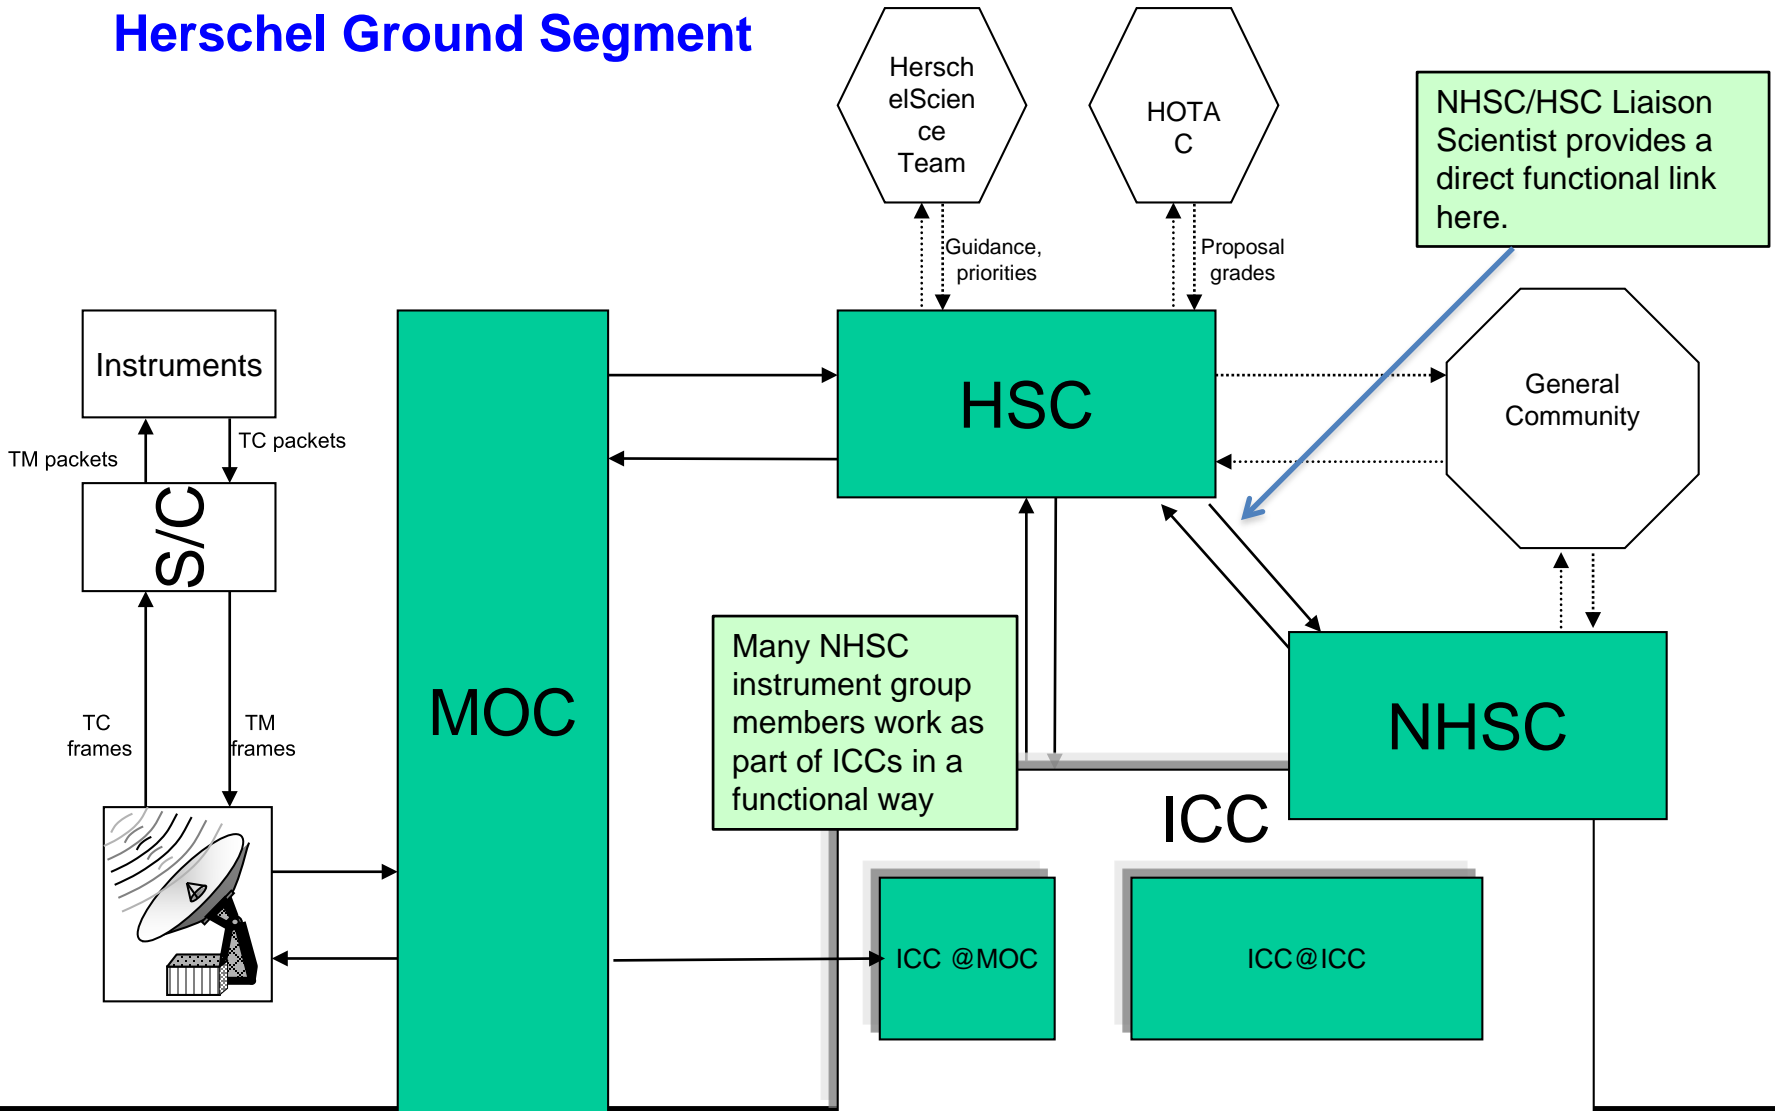 Herschel Ground Segment
Hersch
elScien
ce
Team
HOTA
C
NHSC/HSC Liaison
Scientist provides a
direct functional link
here.
Guidance,
priorities
Proposal
grades
Instruments
HSC
General
Community
TM packets
TC packets
S/C
Many NHSC
instrument group
members work as
part of ICCs in a
functional way
MOC
NHSC
TC
frames
TM
frames
ICC
ICC @MOC
ICC@ICC